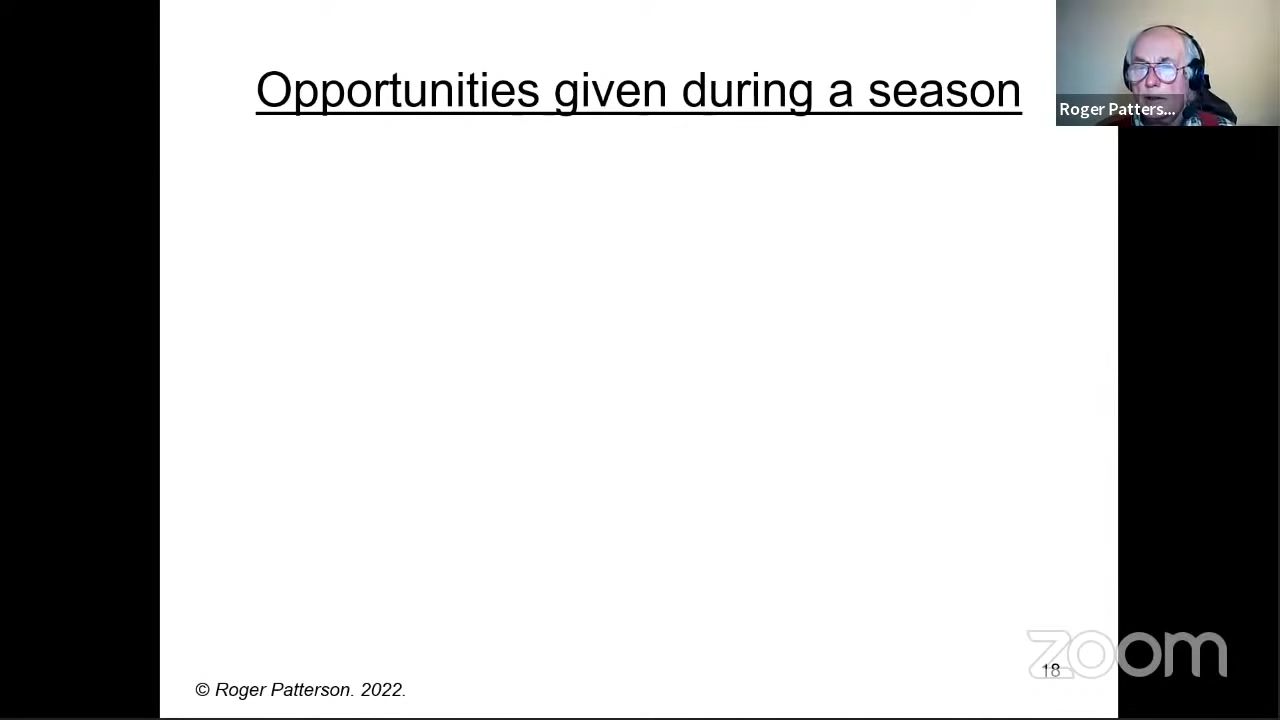 Opportunities given during a season
Roger Patters...
zoom
18
© Roger Patterson. 2022.